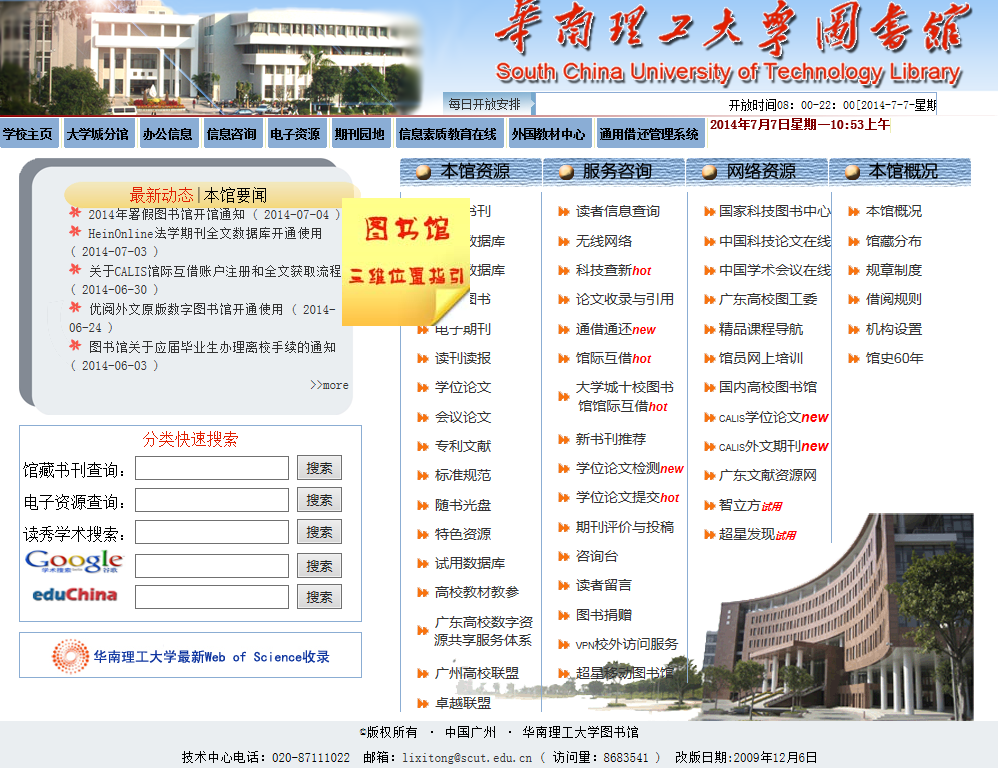 华南理工大学图书馆
South China University of Technology Library
每日开放安排
开放时间08：00-22：00[2014-7-7-星期
学校主页
大学城分馆
办公信息
信息咨询
电子资源
期刊园地
信息素质教育在线
外国教材中心
通用借还管理系统
2014年7月7日星期一10:53上午
最新动态|本馆要闻
2014年暑假图书馆开馆通知 ( 2014-07-04 )
HeinOnline法学期刊全文数据库开通使用
( 2014-07-03 )
关于CALIS馆际互借账户注册和全文获取流程
( 2014-06-30 )
优阅外文原版数字图书馆开通使用 ( 2014-
06-24 )
图书馆关于应届毕业生办理离校手续的通知
( 2014-06-03 )
>>more
图书馆
三维位置指引
分类快速搜索
馆藏书刊查询: 搜索
电子资源查询: 搜索
读秀学术搜索: 搜索
Google
学术搜索 谷歌
搜索
eduChina 搜索
华南理工大学最新Web of Science收录
本馆资源
书刊
数据库
数据库
图书
电子期刊
读刊读报
学位论文
会议论文
专利文献
标准规范
随书光盘
特色资源
试用数据库
高校教材教参
广东高校数字资
源共享服务体系
广州高校联盟
卓越联盟
服务咨询
读者信息查询
无线网络
科技查新hot
论文收录与引用
通借通还new
馆际互借hot
大学城十校图书
馆馆际互借hot
新书刊推荐
学位论文检测new
学位论文提交hot
期刊评价与投稿
咨询台
读者留言
图书捐赠
VPN校外访问服务
超星移动图书馆
网络资源
国家科技图书中心
中国科技论文在线
中国学术会议在线
广东高校图工委
精品课程导航
馆员网上培训
国内高校图书馆
CALIS学位论文new
CALIS外文期刊new
广东文献资源网
智立方试用
超星发现试用
本馆概况
本馆概况
馆藏分布
规章制度
借阅规则
机构设置
馆史60年
©版权所有 · 中国广州 · 华南理工大学图书馆
技术中心电话：020-87111022 邮箱：lixitong@scut.edu.cn ( 访问量：8683541 ) 改版日期:2009年12月6日